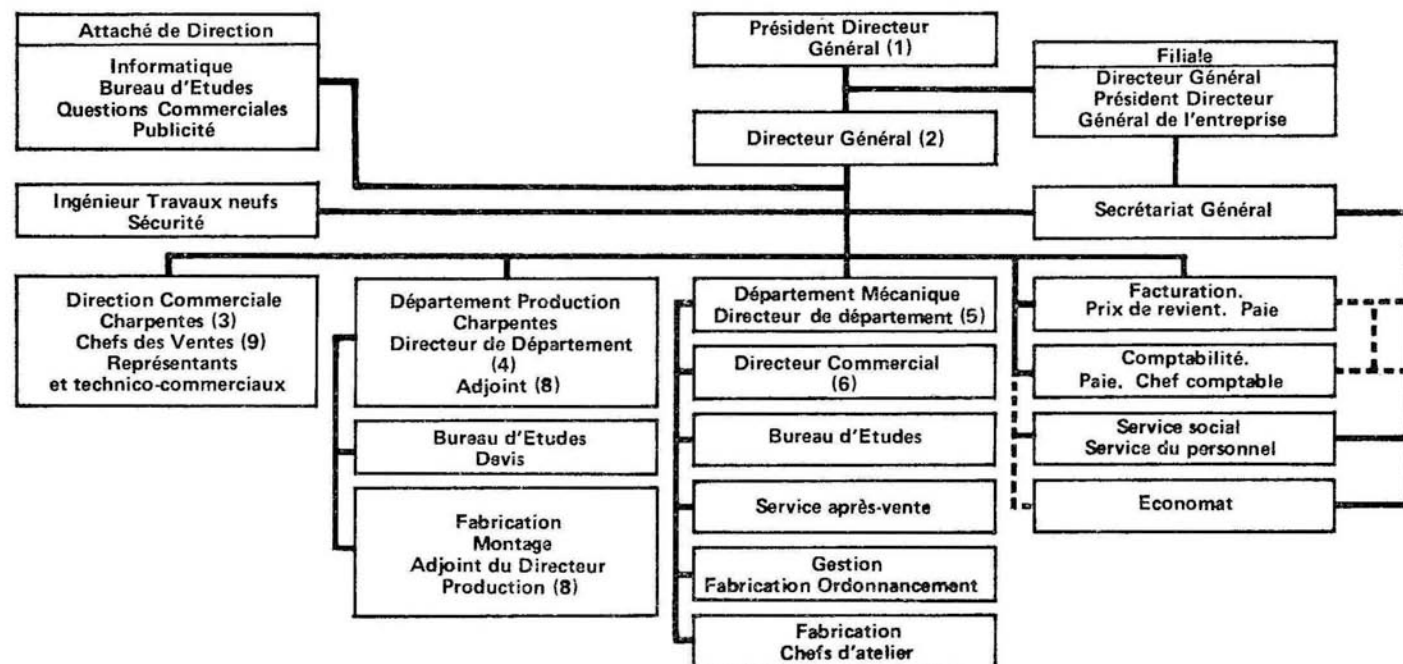 Attaché de Direction
Informatique
Bureau d'Etudes
Questions Commerciales
Publicité
Président Directeur
Général (1)
Filiale
Directeur Général
Président Directeur
Général de l'entreprise
Directeur Général (2)
Ingénieur Travaux neufs
Sécurité
Secrétariat Général
Direction Commerciale
Charpentes (3)
Chefs des Ventes (9)
Représentants
et technico-commerciaux
Département Production
Charpentes
Directeur de Département
(4)
Adjoint (8)
Bureau d'Etudes
Devis
Fabrication
Montage
Adjoint du Directeur
Production (8)
Département Mécanique
Directeur de département (5)
Directeur Commercial
(6)
Bureau d'Etudes
Service après-vente
Gestion
Fabrication Ordonnancement
Fabrication
Chefs d'atelier
Facturation.
Prix de revient. Paie
Comptabilité.
Paie. Chef comptable
Service social
Service du personnel
Economat